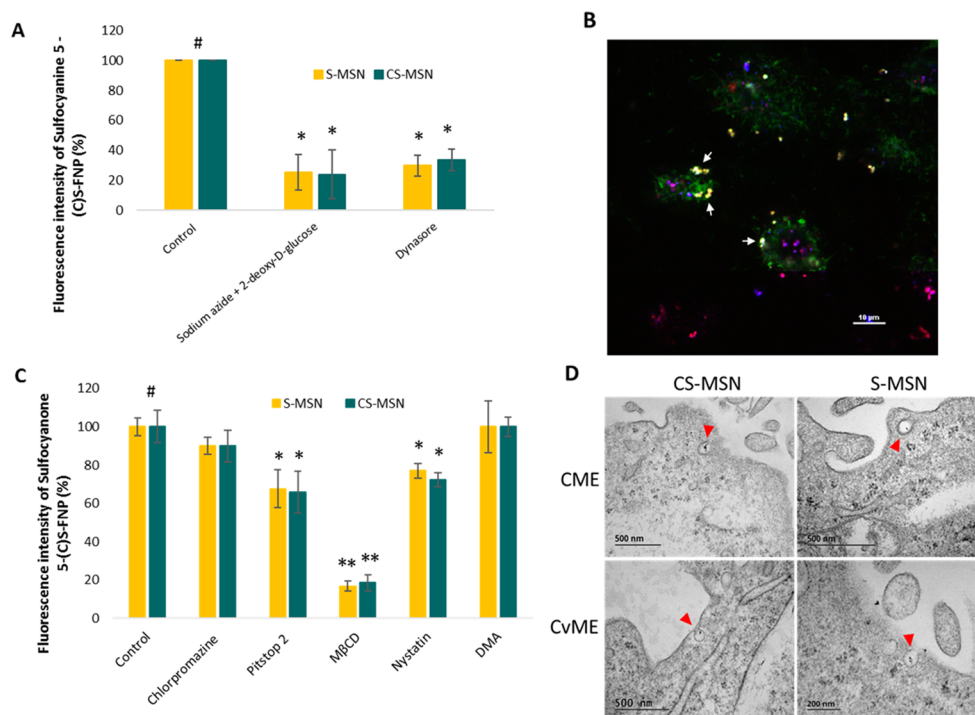 A
Fluorescence intensity of Sulfocyanine 5 -
(C)S-FNP (%)
120
100
80
60
40
20
0
#
S-MSN
CS-MSN
*
*
*
*
Control
Sodium azide + 2-deoxy-D-glucose
Dynasore
B
10 µm
C
Fluorescence intensity of Sulfocyanone
5-(C)S-FNP (%)
120
100
80
60
40
20
0
#
S-MSN
CS-MSN
*
*
**
**
*
*
Control
Chlorpromazine
Pitstop 2
MβCD
Nystatin
DMA
D
CS-MSN
S-MSN
CME
500 nm
500 nm
CvME
500 nm
200 nm